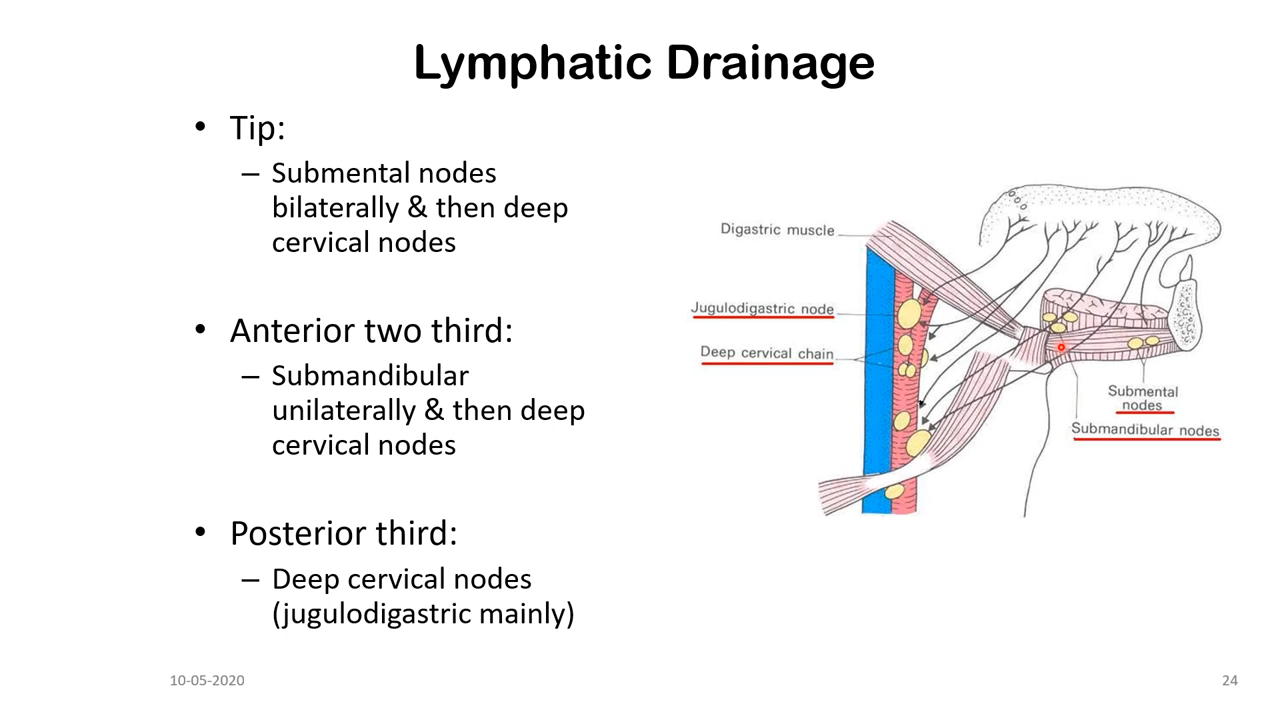 Lymphatic Drainage
• Tip:
– Submental nodes
bilaterally & then deep
cervical nodes
• Anterior two third:
– Submandibular
unilaterally & then deep
cervical nodes
• Posterior third:
– Deep cervical nodes
(jugulodigastric mainly)
Digastric muscle
Jugulodigastric node
Deep cervical chain
Submental
nodes
Submandibular nodes
10-05-2020
24